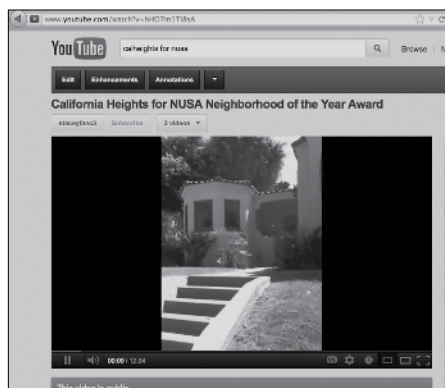 www.youtube.com/watch?v=hHO7m1TI8sA
YouTube
calheights for nusa
Browse
Edit Enhancements Annotations
California Heights for NUSA Neighborhood of the Year Award
Subscribe 3 videos
00:09 / 12:34
This video is public